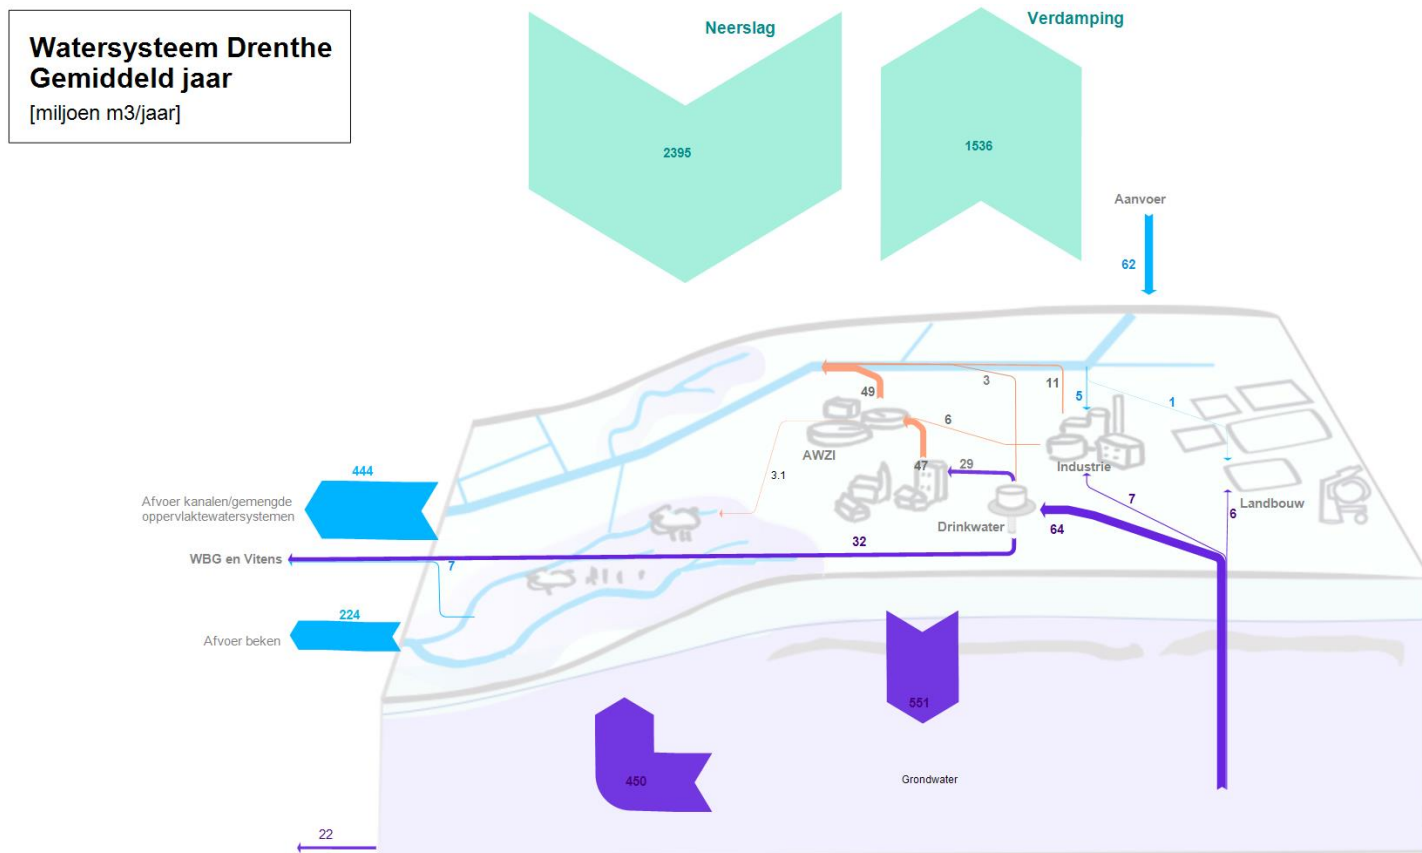 Watersysteem Drenthe
Gemiddeld jaar
[miljoen m3/jaar]
Neerslag
Verdamping
2395
1536
Aanvoer
62
3
11
5
1
49
6
AWZI
47
29
Industrie
3.1
444
Afvoer kanalen/gemengde
oppervlaktewatersystemen
7
6
Landbouw
Drinkwater
64
32
WBG en Vitens
7
224
Afvoer beken
551
450
Grondwater
22